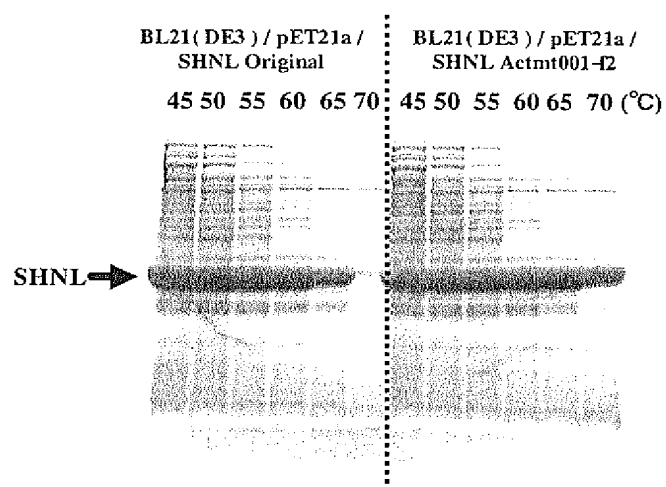 BL21(DE3)/pET21a/
SHNL Original
BL21(DE3)/pET21a/
SHNL Actmt001-f2
45 50 55 60 65 70
45 50 55 60 65 70 (°C)
SHNL